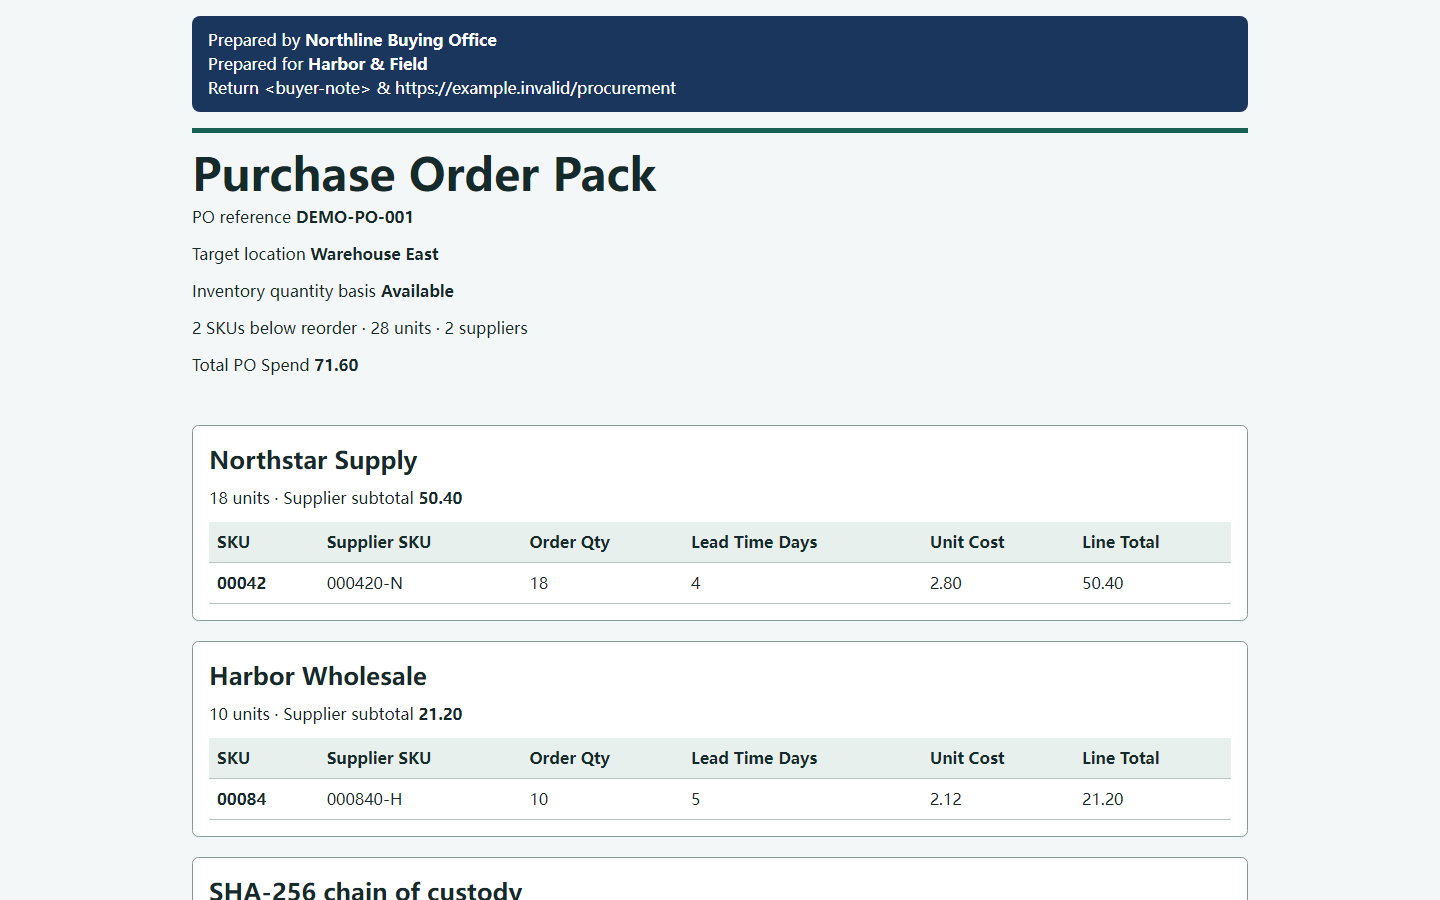 Prepared by Northline Buying Office
Prepared for Harbor & Field
Return <buyer-note> & https://example.invalid/procurement
Purchase Order Pack
PO reference DEMO-PO-001
Target location Warehouse East
Inventory quantity basis Available
2 SKUs below reorder · 28 units · 2 suppliers
Total PO Spend 71.60
Northstar Supply
18 units · Supplier subtotal 50.40
SKU Supplier SKU Order Qty Lead Time Days Unit Cost Line Total
00042 000420-N 18 4 2.80 50.40
Harbor Wholesale
10 units · Supplier subtotal 21.20
SKU Supplier SKU Order Qty Lead Time Days Unit Cost Line Total
00084 000840-H 10 5 2.12 21.20
SHA-256 chain of custody